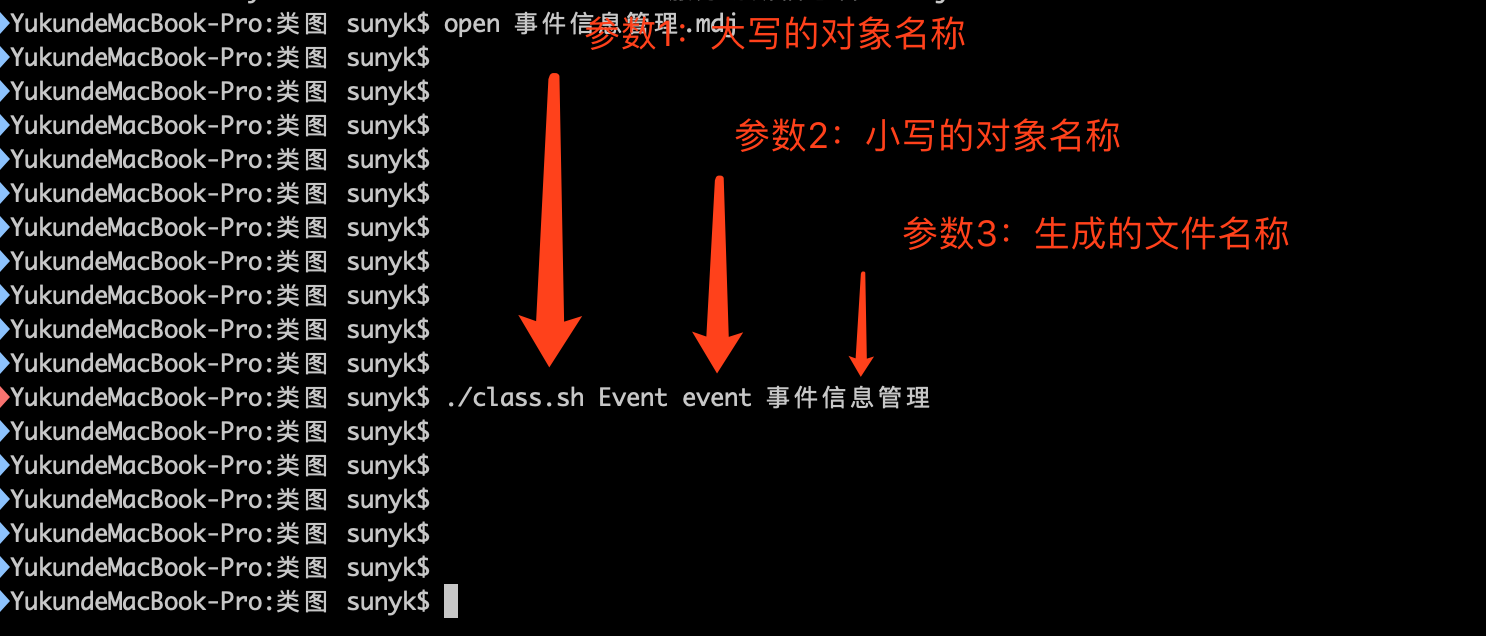 YukundeMacBook-Pro:类图 sunyk$ open 事件信息管理.mdj
参数1：大写的对象名称
YukundeMacBook-Pro:类图 sunyk$
YukundeMacBook-Pro:类图 sunyk$
YukundeMacBook-Pro:类图 sunyk$
参数2：小写的对象名称
YukundeMacBook-Pro:类图 sunyk$
YukundeMacBook-Pro:类图 sunyk$
YukundeMacBook-Pro:类图 sunyk$
参数3：生成的文件名称
YukundeMacBook-Pro:类图 sunyk$
YukundeMacBook-Pro:类图 sunyk$
YukundeMacBook-Pro:类图 sunyk$
YukundeMacBook-Pro:类图 sunyk$
YukundeMacBook-Pro:类图 sunyk$ ./class.sh Event event 事件信息管理
YukundeMacBook-Pro:类图 sunyk$
YukundeMacBook-Pro:类图 sunyk$
YukundeMacBook-Pro:类图 sunyk$
YukundeMacBook-Pro:类图 sunyk$
YukundeMacBook-Pro:类图 sunyk$
YukundeMacBook-Pro:类图 sunyk$